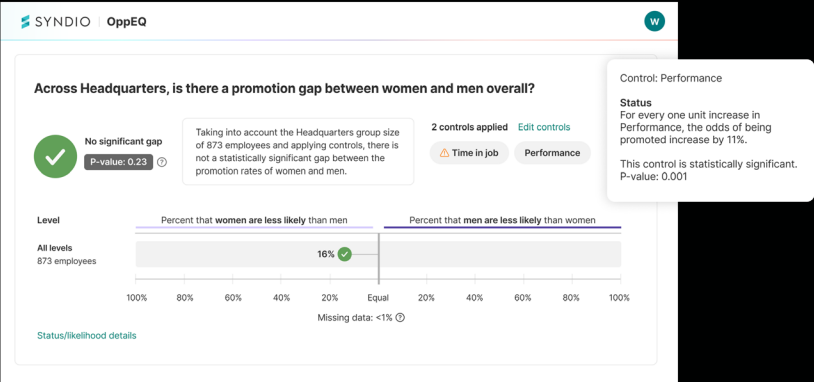 SYNDIO OppEQ
W
Across Headquarters, is there a promotion gap between women and men overall?
No significant gap
P-value: 0.23 ?
Taking into account the Headquarters group size
of 873 employees and applying controls, there is
not a statistically significant gap between the
promotion rates of women and men.
2 controls applied Edit controls
Time in job Performance
Control: Performance
Status
For every one unit increase in
Performance, the odds of being
promoted increase by 11%.
This control is statistically significant.
P-value: 0.001
Level Percent that women are less likely than men Percent that men are less likely than women
All levels
873 employees
16%
100% 80% 60% 40% 20% Equal 20% 40% 60% 80% 100%
Missing data: <1% ?
Status/likelihood details